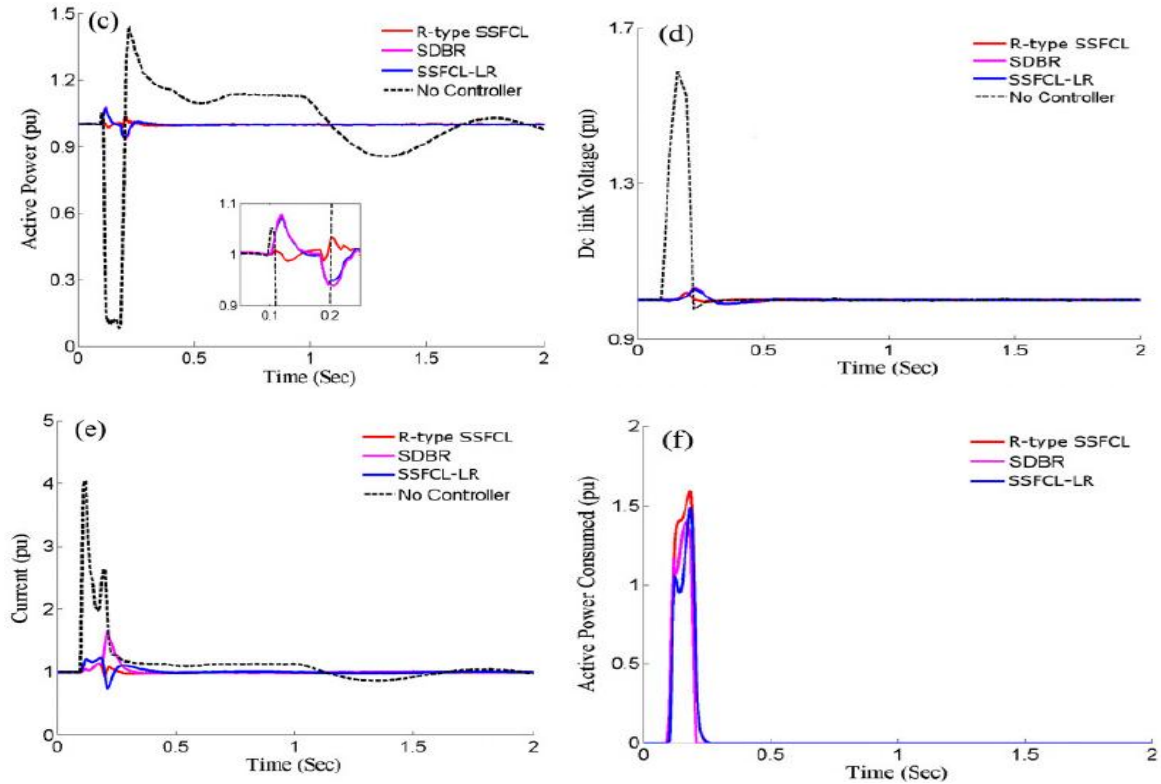 (c)
1.5
1.2
0.9
0.6
0.3
0
Active Power (pu)
R-type SSFCL
SDBR
SSFCL-LR
No Controller
1.1
1
0.9
0.1
0.2
0
0.5
1
1.5
2
Time (Sec)
(d)
1.7
1.3
0.9
Dc link Voltage (pu)
R-type SSFCL
SDBR
SSFCL-LR
No Controller
0
0.5
1
1.5
2
Time (Sec)
(e)
5
4
3
2
1
0
Current (pu)
R-type SSFCL
SDBR
SSFCL-LR
No Controller
0
0.5
1
1.5
2
Time (Sec)
(f)
2
1.5
1
0.5
0
Active Power Consumed (pu)
R-type SSFCL
SDBR
SSFCL-LR
0
0.5
1
1.5
2
Time (Sec)